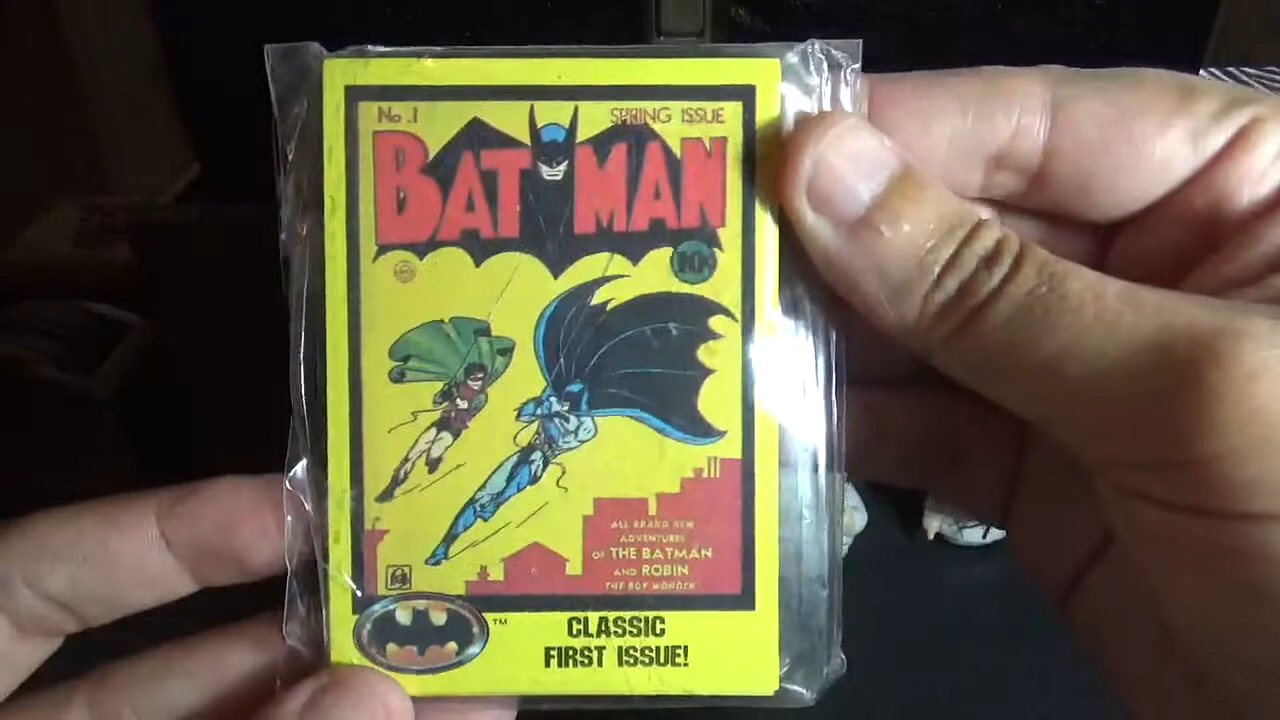 No.1 SPRING ISSUE
BATMAN
10¢
ALL BRAND NEW
ADVENTURES
OF THE BATMAN
AND ROBIN
THE BOY WONDER
™
CLASSIC
FIRST ISSUE!